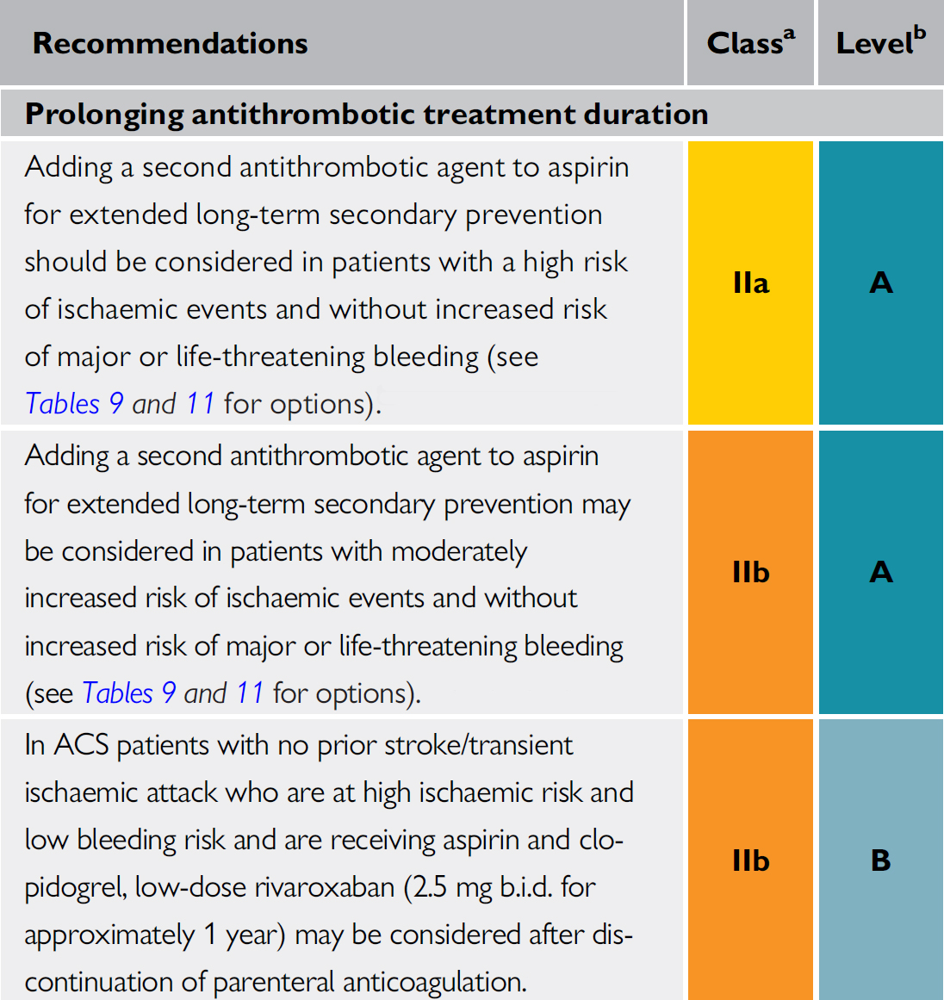 Recommendations Classa Levelb
Prolonging antithrombotic treatment duration
Adding a second antithrombotic agent to aspirin
for extended long-term secondary prevention
should be considered in patients with a high risk
of ischaemic events and without increased risk
of major or life-threatening bleeding (see
Tables 9 and 11 for options).
IIa A
Adding a second antithrombotic agent to aspirin
for extended long-term secondary prevention may
be considered in patients with moderately
increased risk of ischaemic events and without
increased risk of major or life-threatening bleeding
(see Tables 9 and 11 for options).
IIb A
In ACS patients with no prior stroke/transient
ischaemic attack who are at high ischaemic risk and
low bleeding risk and are receiving aspirin and clo-
pidogrel, low-dose rivaroxaban (2.5 mg b.i.d. for
approximately 1 year) may be considered after dis-
continuation of parenteral anticoagulation.
IIb B